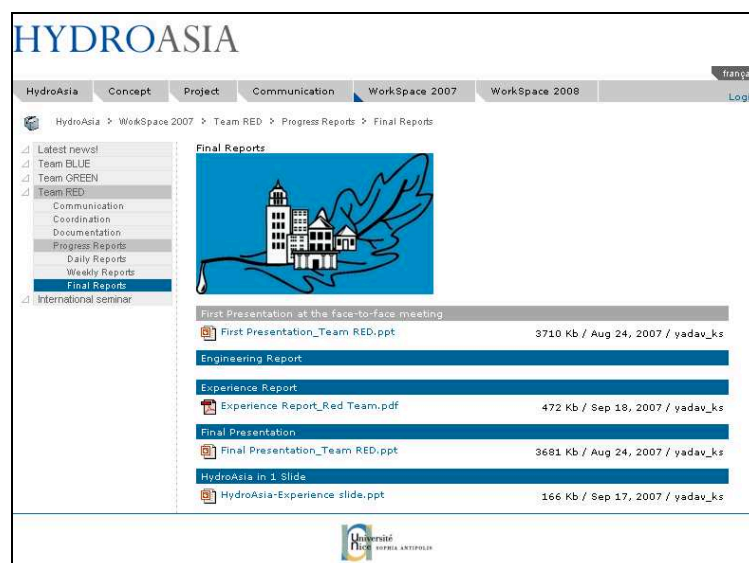 HYDROASIA
frança
HydroAsia Concept Project Communication WorkSpace 2007 WorkSpace 2008
Logi
HydroAsia > WorkSpace 2007 > Team RED > Progress Reports > Final Reports
Latest news!
Team BLUE
Team GREEN
Team RED
Communication
Coordination
Documentation
Progress Reports
Daily Reports
Weekly Reports
Final Reports
International seminar
Final Reports
First Presentation at the face-to-face meeting
First Presentation_Team RED.ppt 3710 Kb / Aug 24, 2007 / yadav_ks
Engineering Report
Experience Report
Experience Report_Red Team.pdf 472 Kb / Sep 18, 2007 / yadav_ks
Final Presentation
Final Presentation_Team RED.ppt 3681 Kb / Aug 24, 2007 / yadav_ks
HydroAsia in 1 Slide
HydroAsia-Experience slide.ppt 166 Kb / Sep 17, 2007 / yadav_ks
Université
Nice SOPHIA ANTIPOLIS